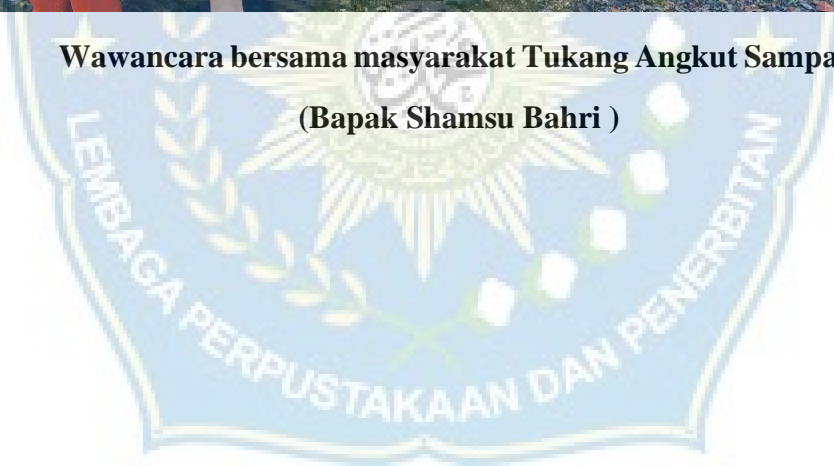 Wawancara bersama masyarakat Tukang Angkut Sampa
(Bapak Shamsu Bahri )
LEMBAGA PERPUSTAKAAN DAN PENERBITAN